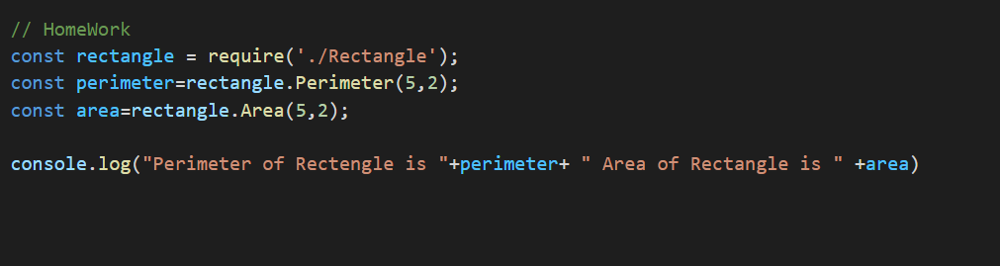 // HomeWork
const rectangle = require('./Rectangle');
const perimeter=rectangle.Perimeter(5,2);
const area=rectangle.Area(5,2);
console.log("Perimeter of Rectengle is "+perimeter+ " Area of Rectangle is " +area)